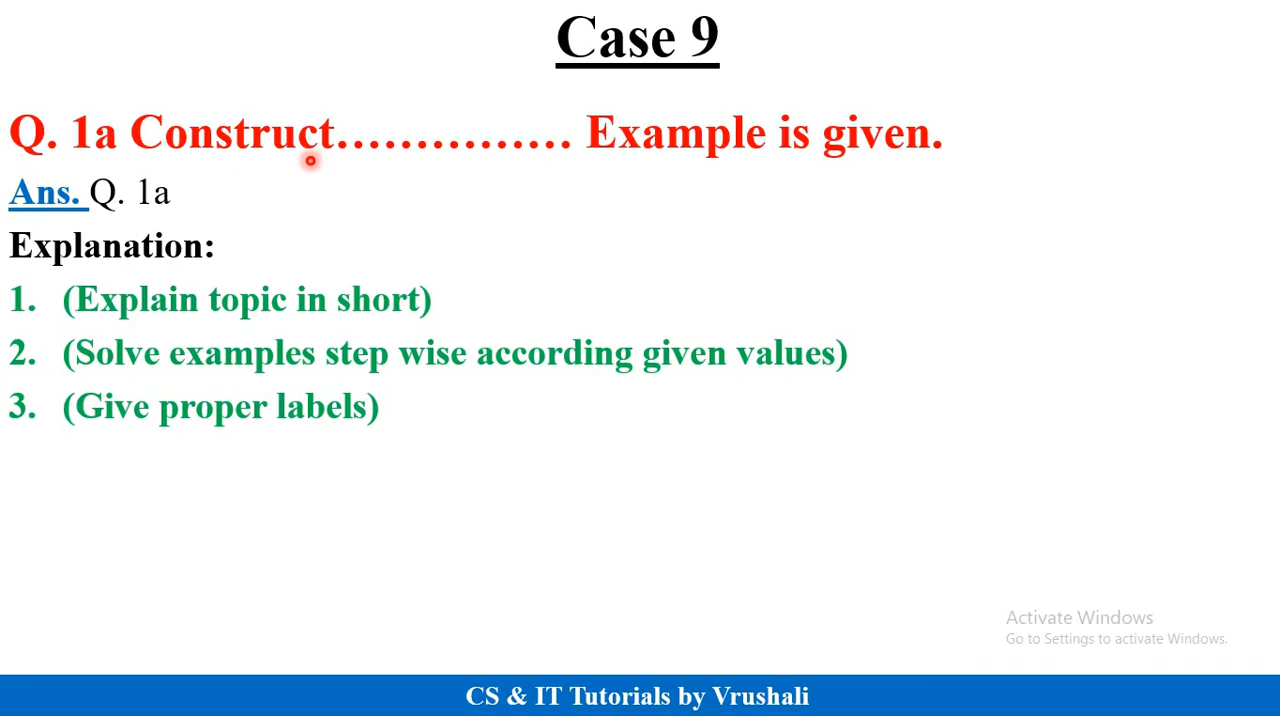 Case 9
Q. 1a Construct…………… Example is given.
Ans. Q. 1a
Explanation:
1. (Explain topic in short)
2. (Solve examples step wise according given values)
3. (Give proper labels)
Activate Windows
Go to Settings to activate Windows.
CS & IT Tutorials by Vrushali